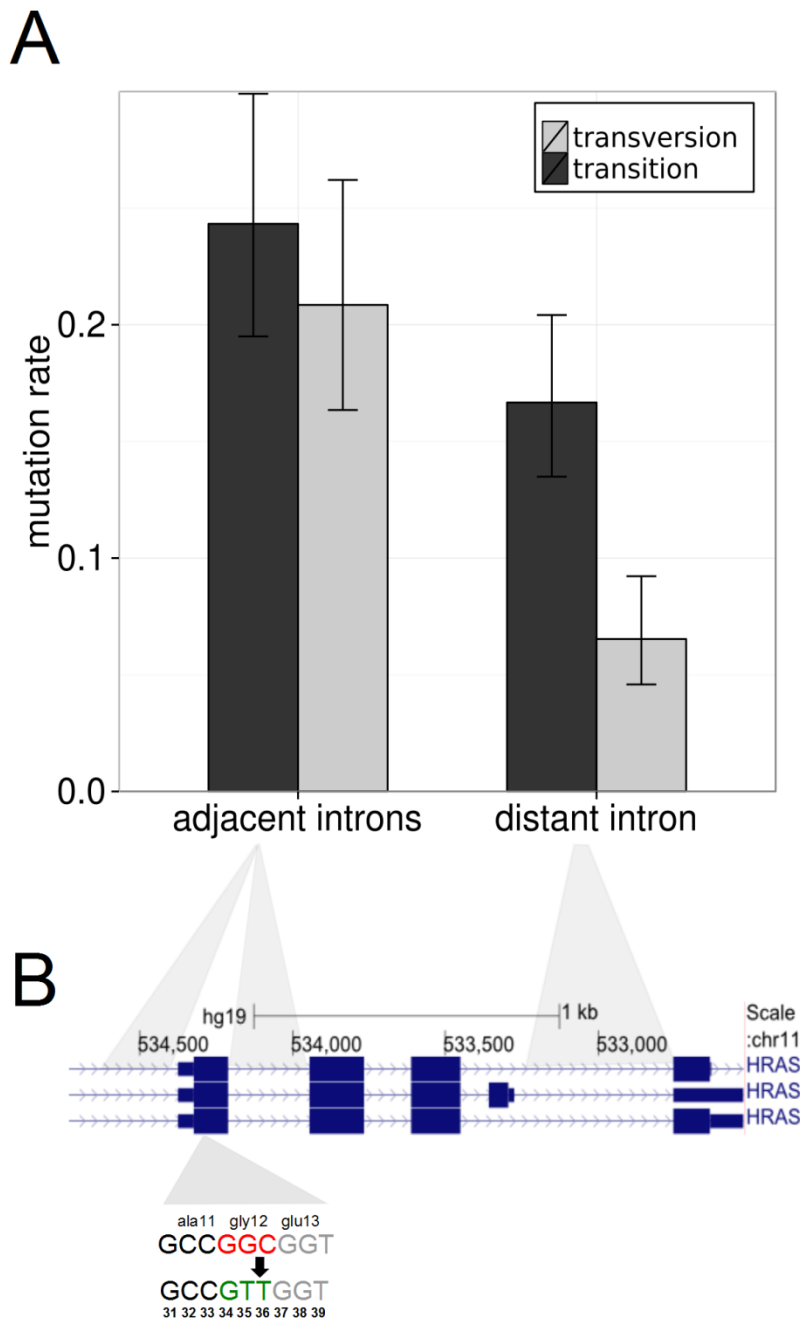 A
transversion
transition
mutation rate
0.2
0.1
0.0
adjacent introns
distant intron
B
hg19
1 kb
Scale
534,500
534,000
533,500
533,000
:chr11
HRAS
HRAS
HRAS
ala11 gly12 glu13
GCCGGCGGT
GCCGTTGGT
31 32 33 34 35 36 37 38 39